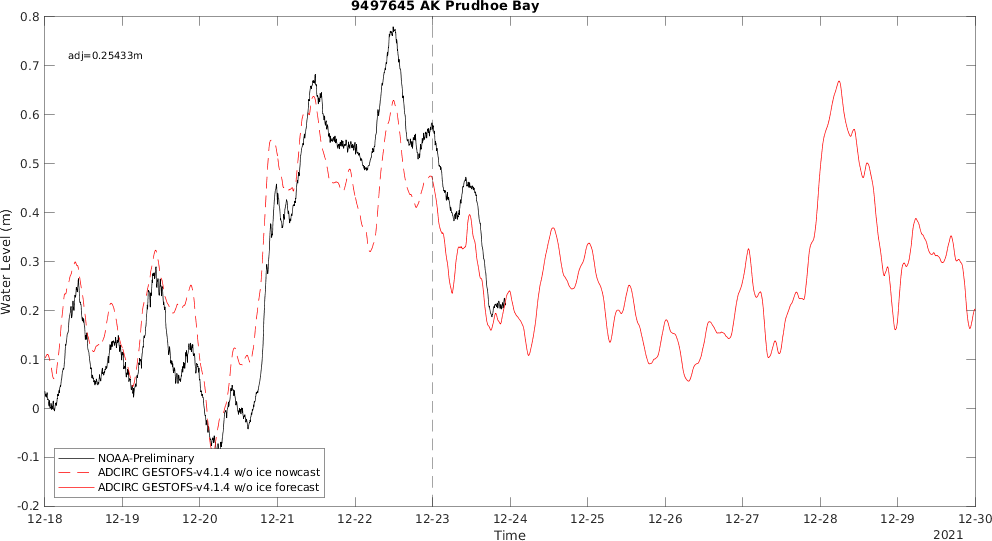 9497645 AK Prudhoe Bay
adj=0.25433m
Water Level (m)
0.8
0.7
0.6
0.5
0.4
0.3
0.2
0.1
0
-0.1
-0.2
NOAA-Preliminary
ADCIRC GESTOFS-v4.1.4 w/o ice nowcast
ADCIRC GESTOFS-v4.1.4 w/o ice forecast
12-18 12-19 12-20 12-21 12-22 12-23 12-24 12-25 12-26 12-27 12-28 12-29 12-30
Time
2021